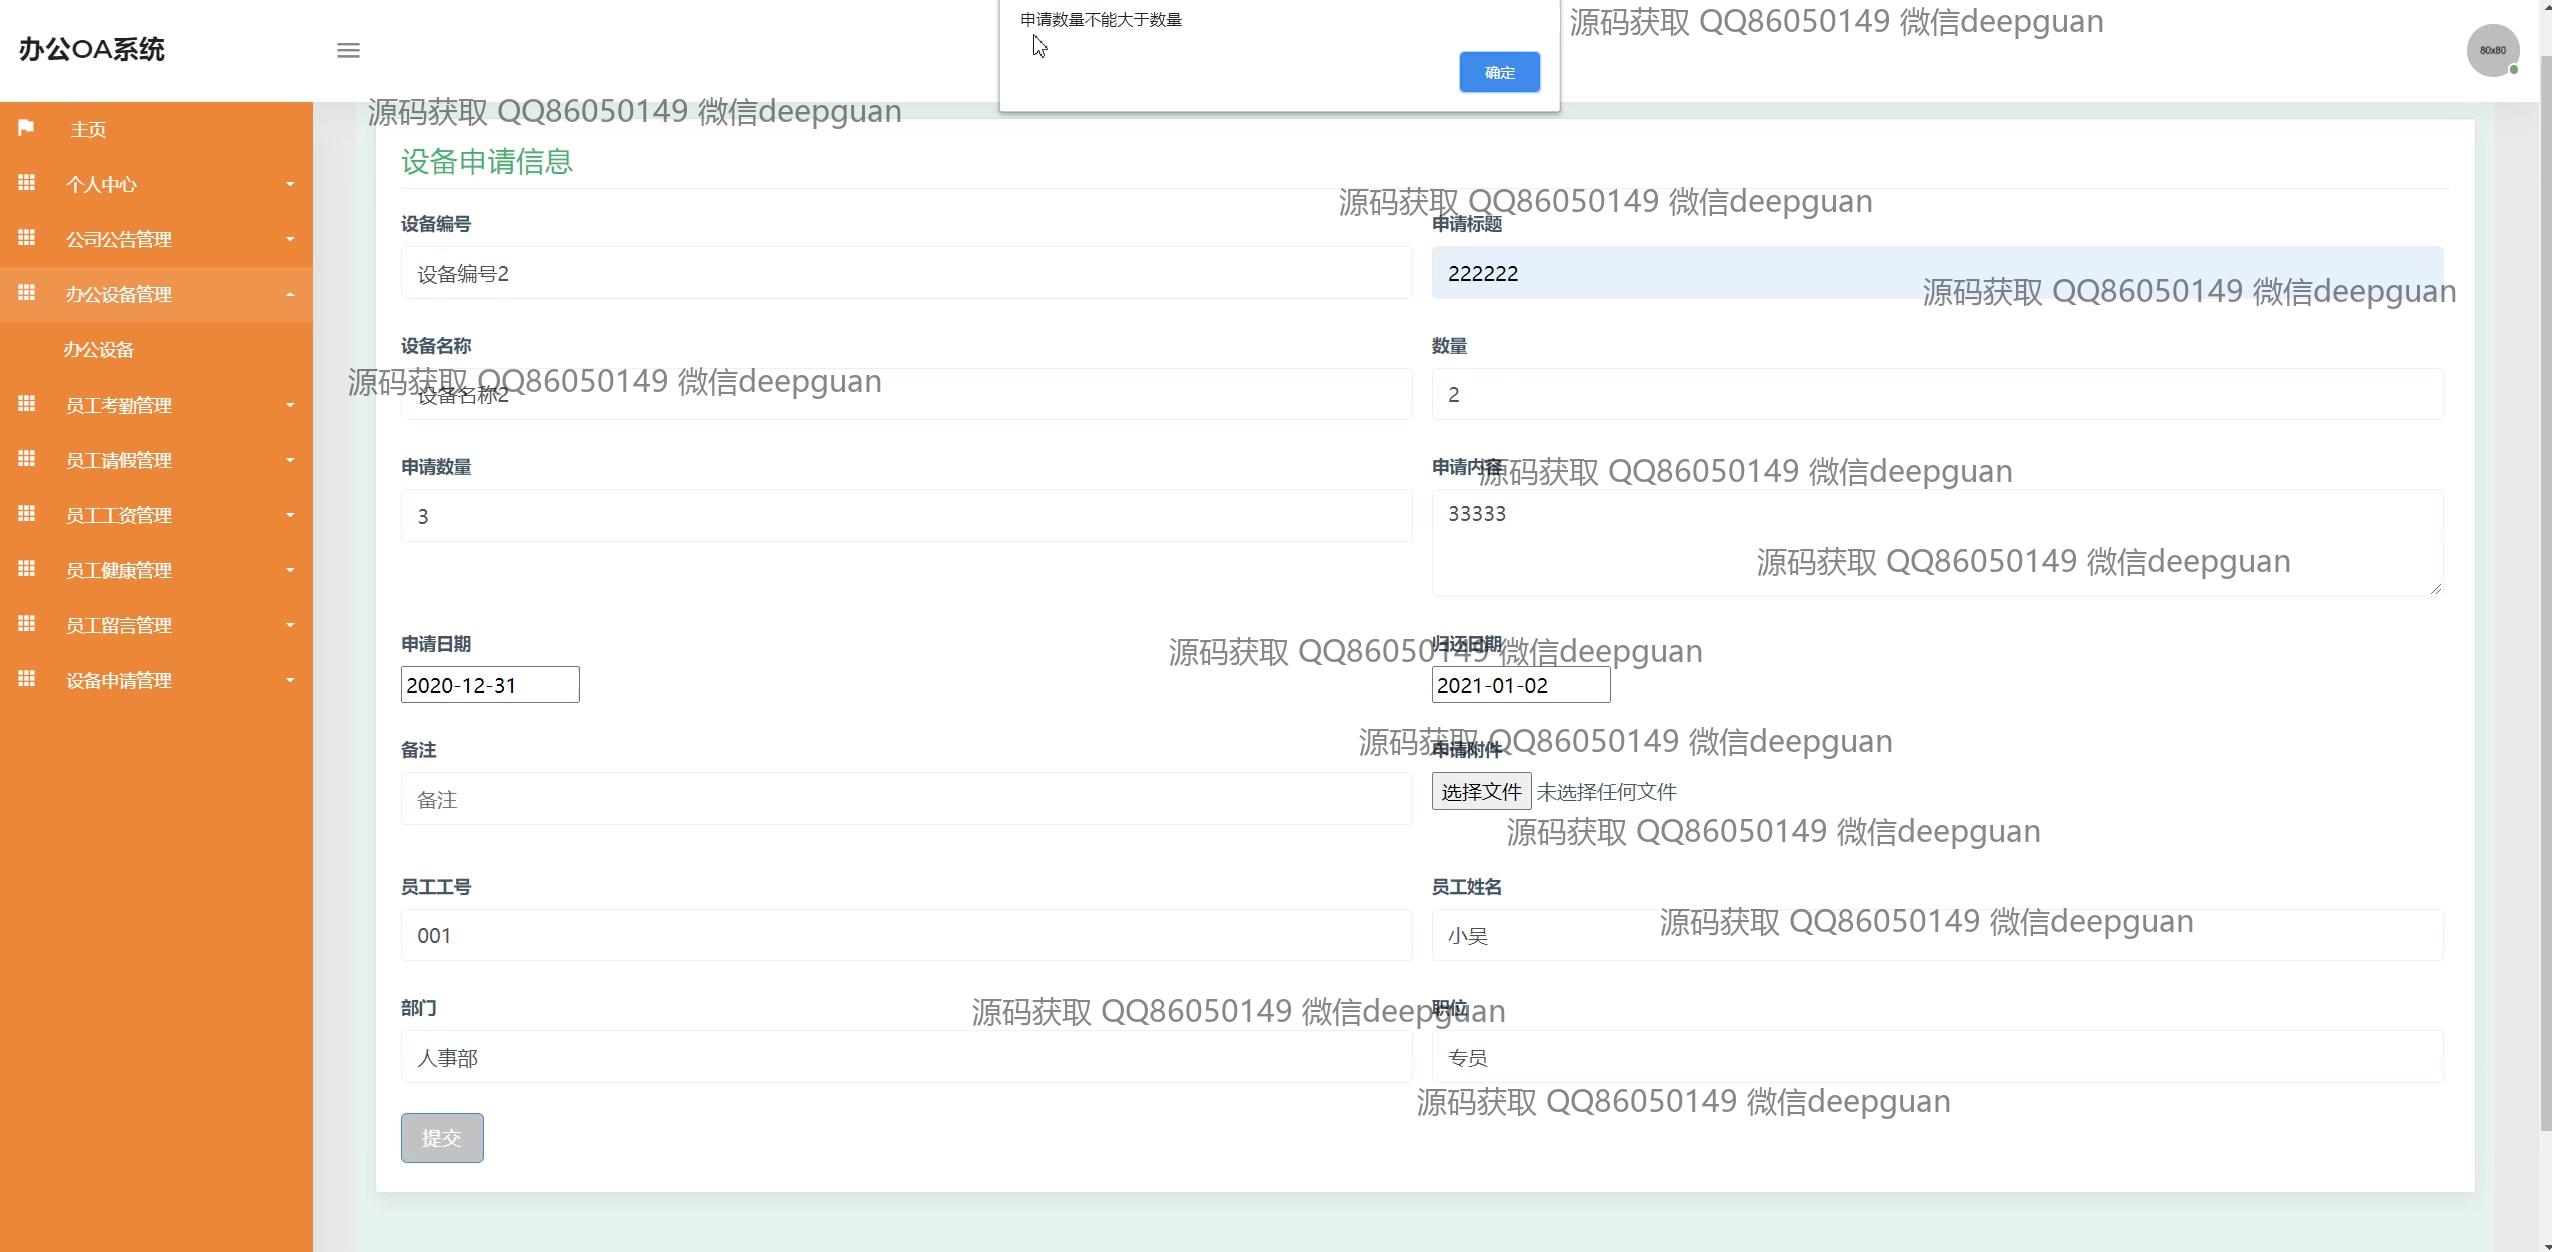 申请数量不能大于数量
源码获取 QQ86050149 微信deepguan
办公OA系统
80x80
确定
源码获取 QQ86050149 微信deepguan
主页
设备申请信息
个人中心
源码获取 QQ86050149 微信deepguan
设备编号
申请标题
公司公告管理
设备编号2
222222
源码获取 QQ86050149 微信deepguan
办公设备管理
设备名称
数量
办公设备
源码获取 QQ86050149 微信deepguan
设备名称2
2
员工考勤管理
申请数量
申请内容
源码获取 QQ86050149 微信deepguan
员工请假管理
3
33333
员工工资管理
源码获取 QQ86050149 微信deepguan
员工健康管理
员工留言管理
申请日期
归还日期
源码获取 QQ86050149 微信deepguan
设备申请管理
2020-12-31
2021-01-02
源码获取 QQ86050149 微信deepguan
备注
申请附件
备注
选择文件 未选择任何文件
源码获取 QQ86050149 微信deepguan
员工工号
员工姓名
源码获取 QQ86050149 微信deepguan
001
小吴
部门
职位
源码获取 QQ86050149 微信deepguan
人事部
专员
源码获取 QQ86050149 微信deepguan
提交